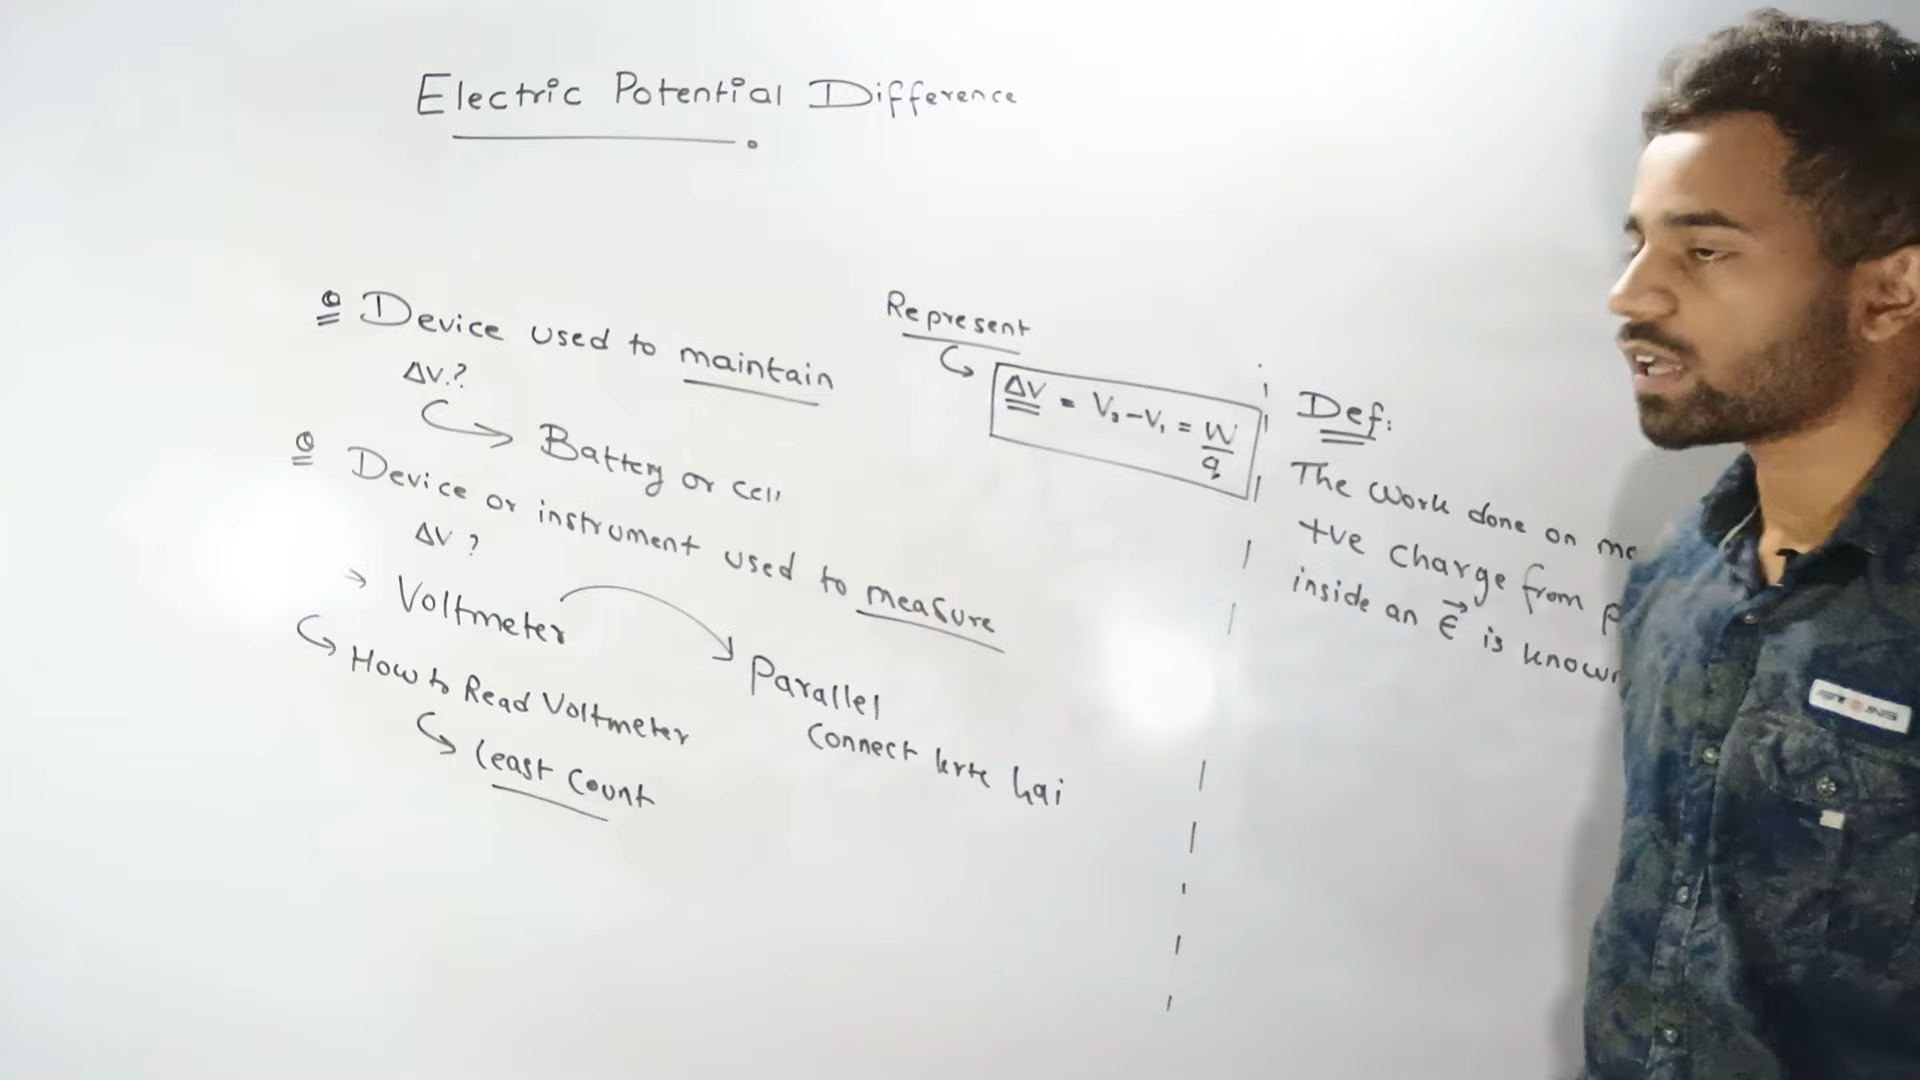 Electric Potential Difference
Q Device used to maintain
ΔV.?
Battery or cell
Q Device or instrument used to measure
ΔV ?
→ Voltmeter
Parallel
Connect krte hai
How to Read Voltmeter
Least Count
Represent
ΔV = V₂-V₁ = W/q
Def:
The work done on
+ve charge from
inside an E⃗ is known